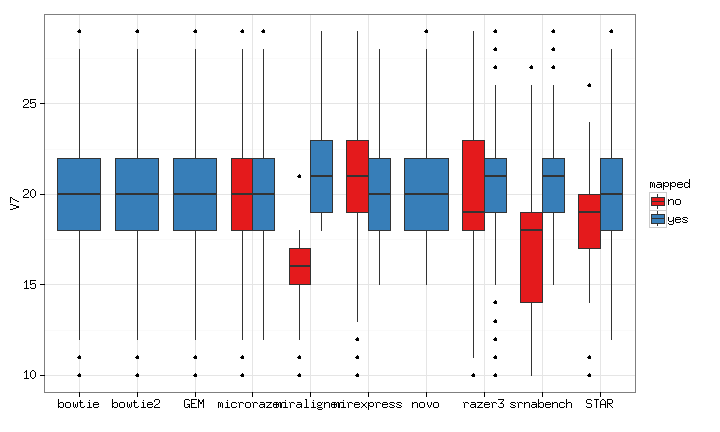 V7
25
20
15
10
bowtie bowtie2 GEM microrazer miraligner mirexpress novo razer3 srnabench STAR
mapped
no
yes